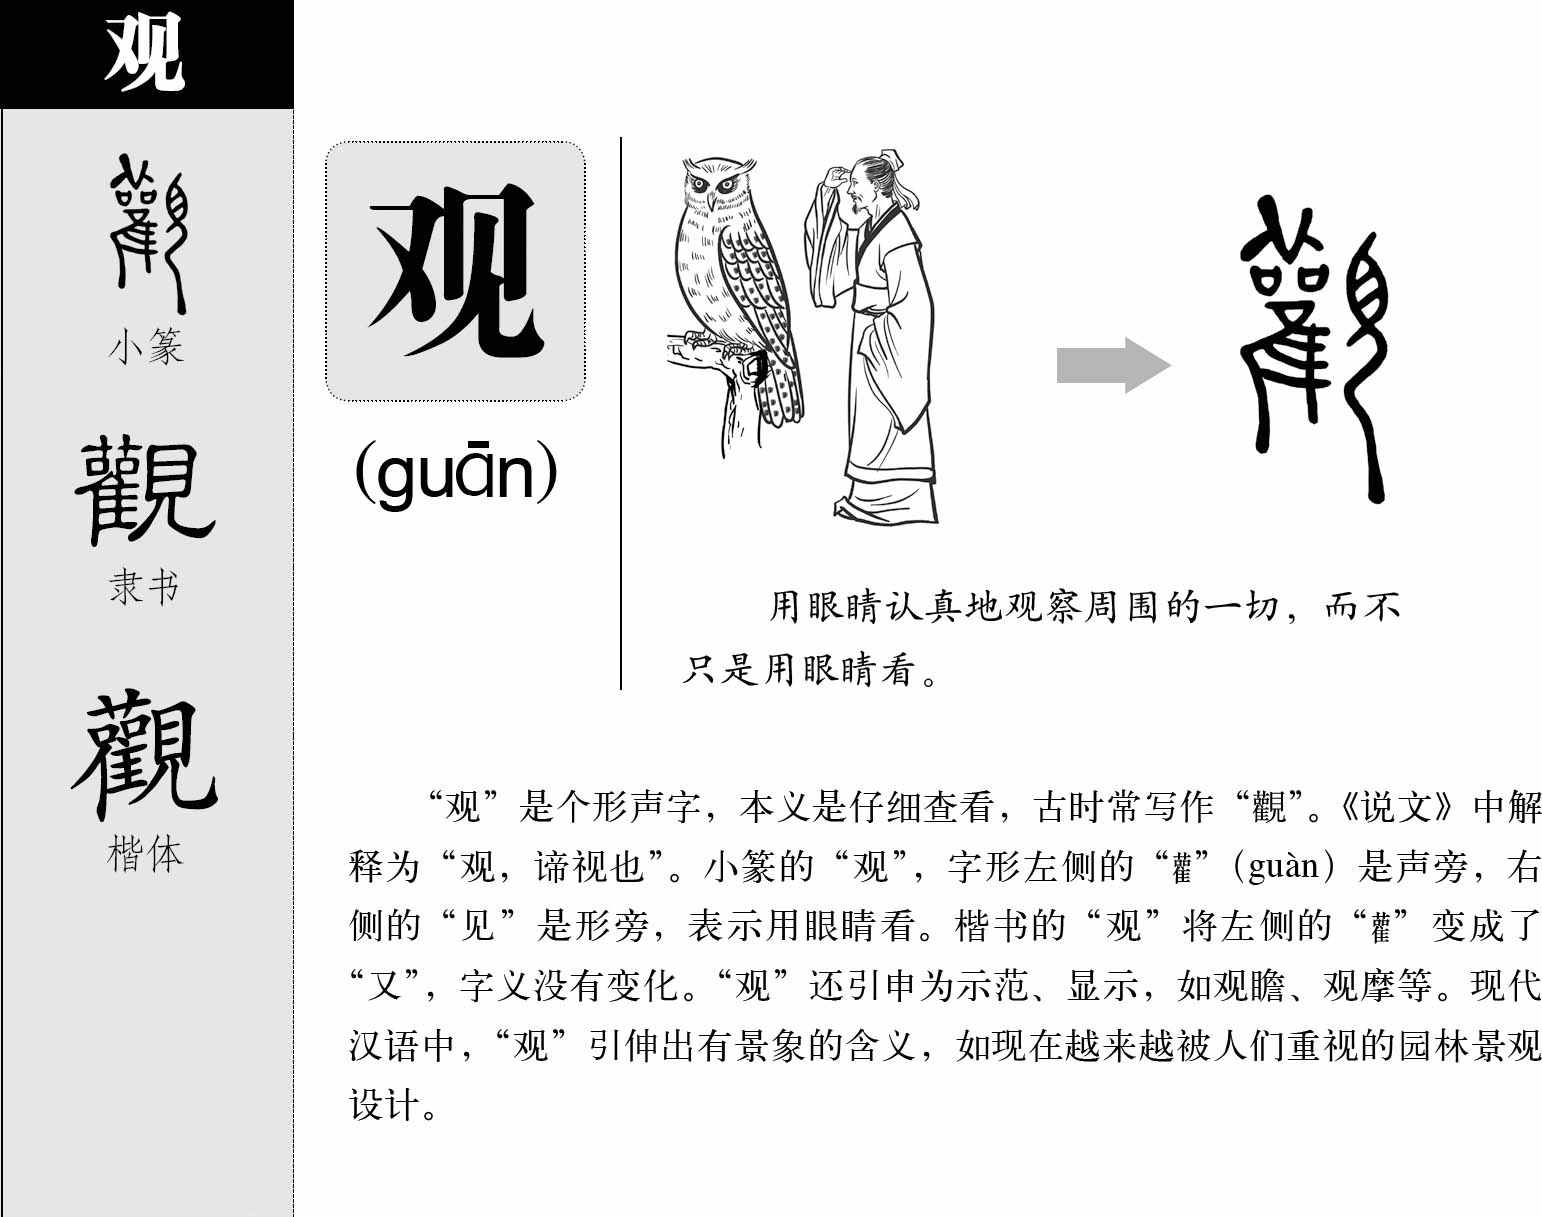 观
觀
小篆
觀
隶书
觀
楷体
观
(guān)
觀
用眼睛认真地观察周围的一切，而不
只是用眼睛看。
“观”是个形声字，本义是仔细查看，古时常写作“觀”。《说文》中解
释为“观，谛视也”。小篆的“观”，字形左侧的“雚”（guàn）是声旁，右
侧的“见”是形旁，表示用眼睛看。楷书的“观”将左侧的“雚”变成了
“又”，字义没有变化。“观”还引申为示范、显示，如观瞻、观摩等。现代
汉语中，“观”引伸出有景象的含义，如现在越来越被人们重视的园林景观
设计。